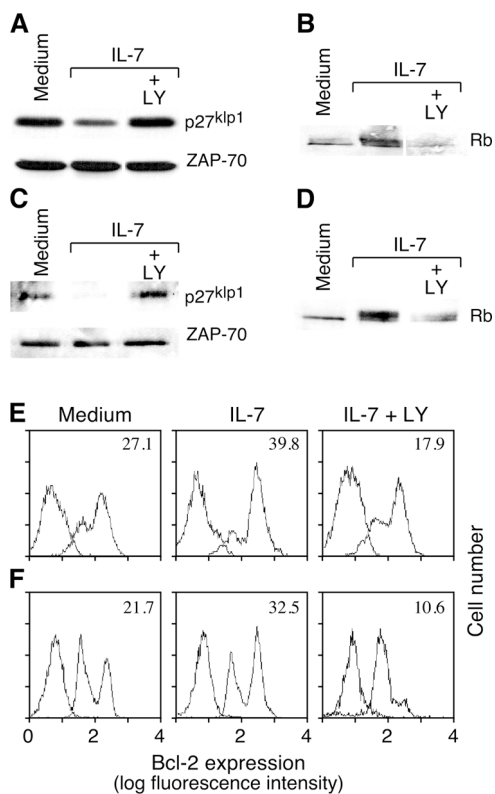 A
Medium
IL-7
+
LY
p27klp1
ZAP-70
B
Medium
IL-7
+
LY
Rb
C
Medium
IL-7
+
LY
p27klp1
ZAP-70
D
Medium
IL-7
+
LY
Rb
E
Medium
IL-7
IL-7 + LY
27.1
39.8
17.9
F
21.7
32.5
10.6
Cell number
0 2 4 2 4 2 4
Bcl-2 expression
(log fluorescence intensity)